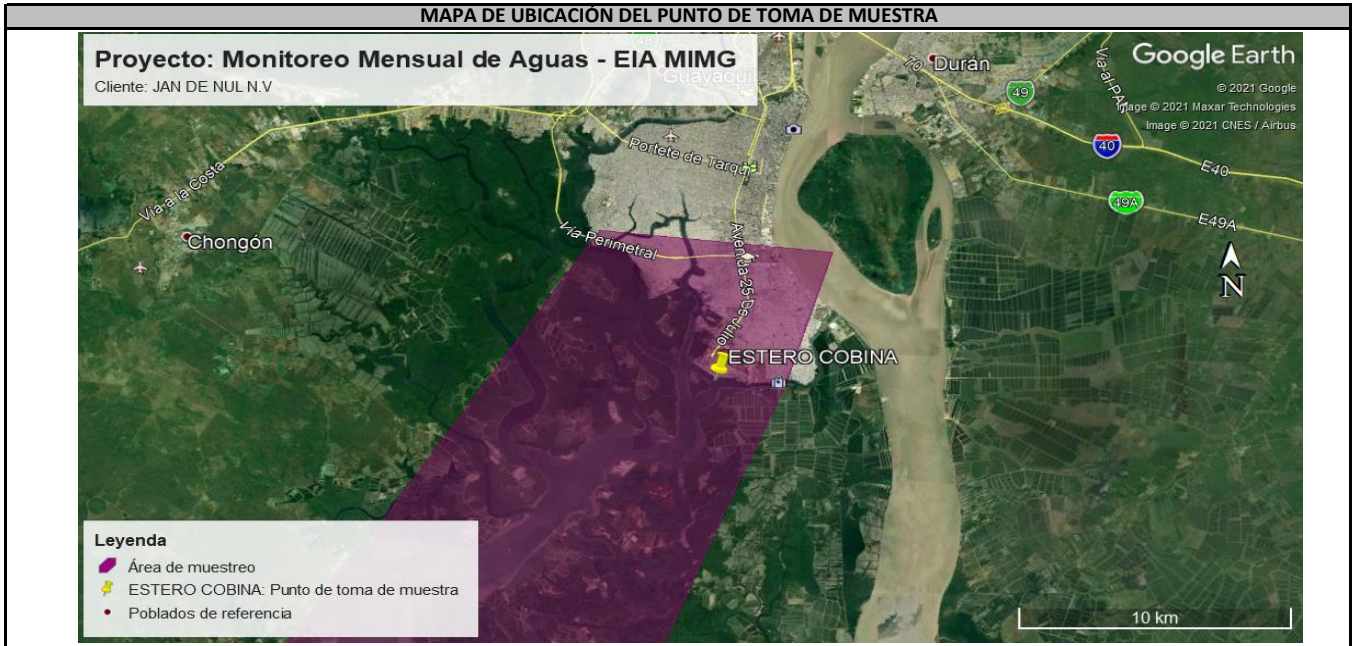 MAPA DE UBICACIÓN DEL PUNTO DE TOMA DE MUESTRA
Proyecto: Monitoreo Mensual de Aguas - EIA MIMG
Cliente: JAN DE NUL N.V
Guayaquil
70
Durán
49
Vía al PAN
Google Earth
© 2021 Google
Image © 2021 Maxar Technologies
Image © 2021 CNES / Airbus
40
E40
49A
E49A
Portete de Tarqui
Vía a la Costa
Chongón
Vía Perimetral
Avenida 25 De Julio
N
ESTERO COBINA
Leyenda
Área de muestreo
ESTERO COBINA: Punto de toma de muestra
Poblados de referencia
10 km